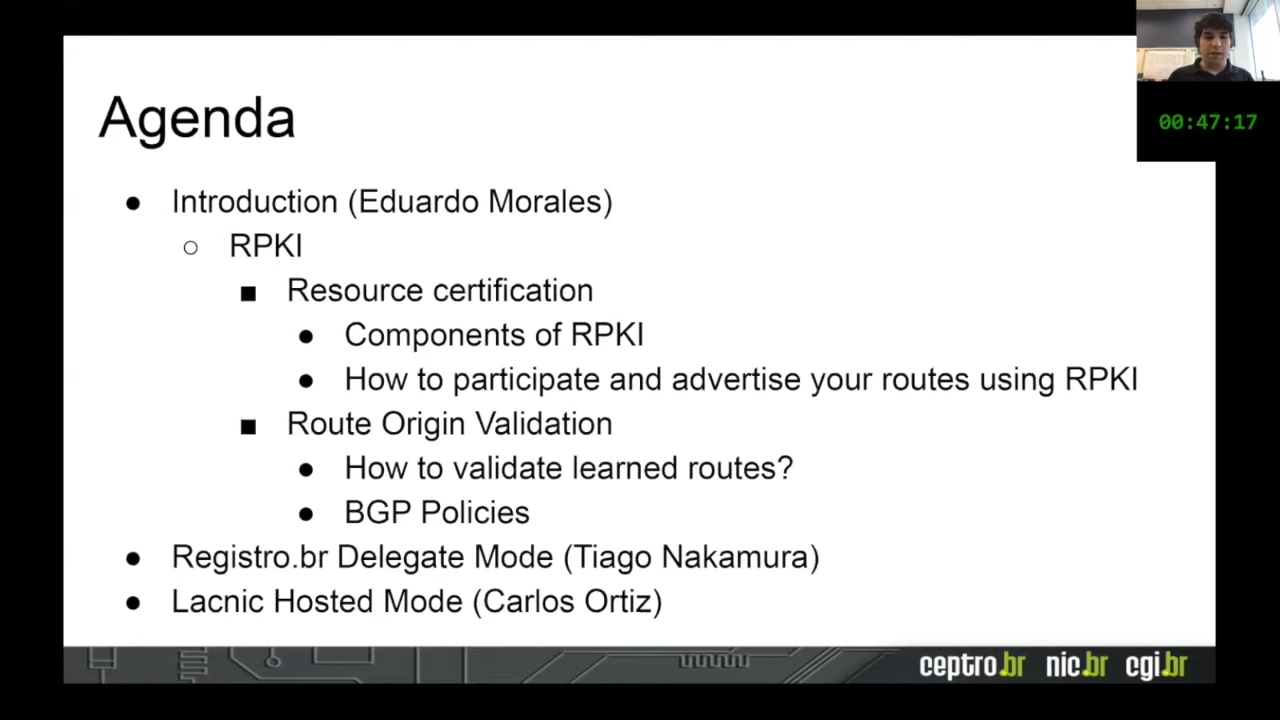 Agenda
00:47:17
● Introduction (Eduardo Morales)
○ RPKI
■ Resource certification
● Components of RPKI
● How to participate and advertise your routes using RPKI
■ Route Origin Validation
● How to validate learned routes?
● BGP Policies
● Registro.br Delegate Mode (Tiago Nakamura)
● Lacnic Hosted Mode (Carlos Ortiz)
ceptro.br nic.br cgi.br